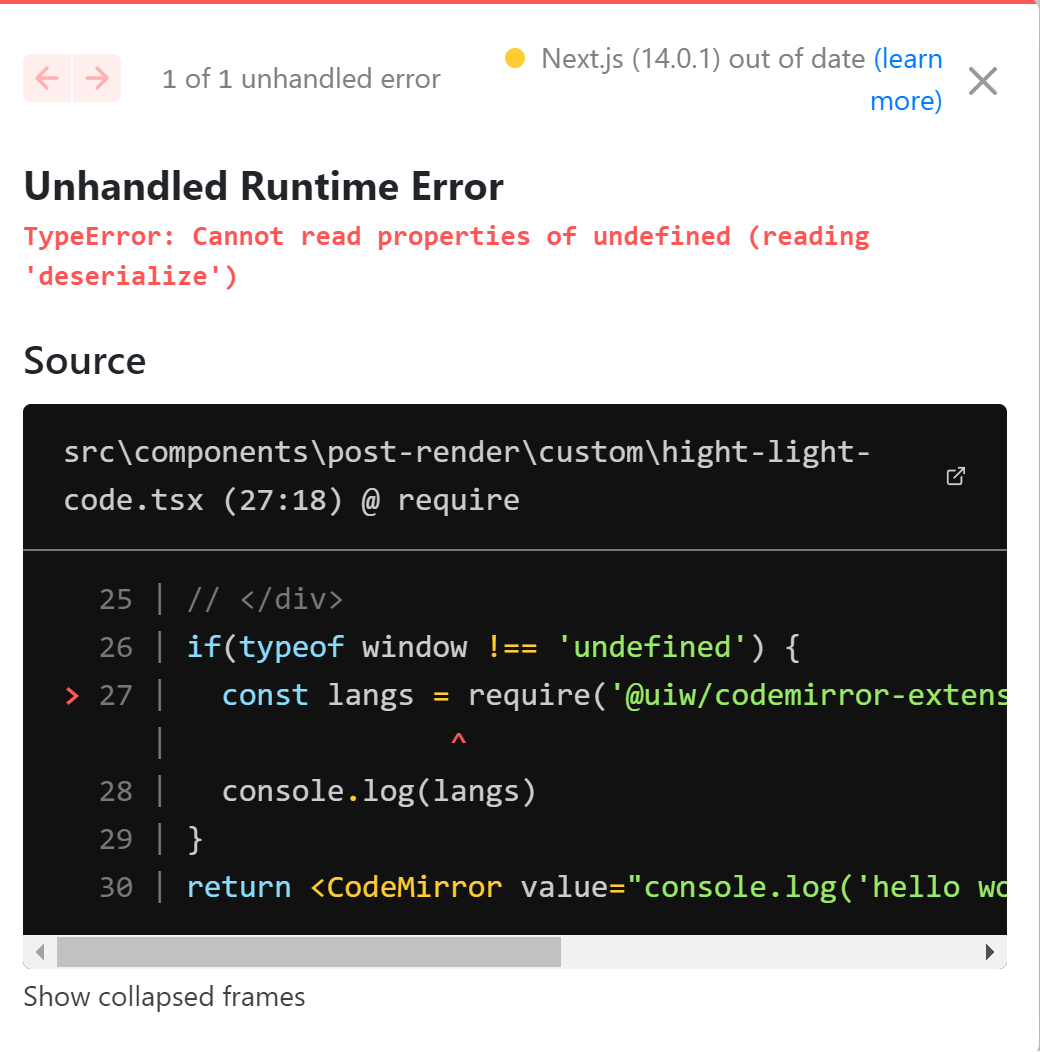 1 of 1 unhandled error
Next.js (14.0.1) out of date (learn
more)
Unhandled Runtime Error
TypeError: Cannot read properties of undefined (reading
'deserialize')
Source
src\components\post-render\custom\hight-light-
code.tsx (27:18) @ require
25 | // </div>
26 | if(typeof window !== 'undefined') {
> 27 |   const langs = require('@uiw/codemirror-extens
|                 ^
28 |   console.log(langs)
29 | }
30 | return <CodeMirror value="console.log('hello wo
Show collapsed frames